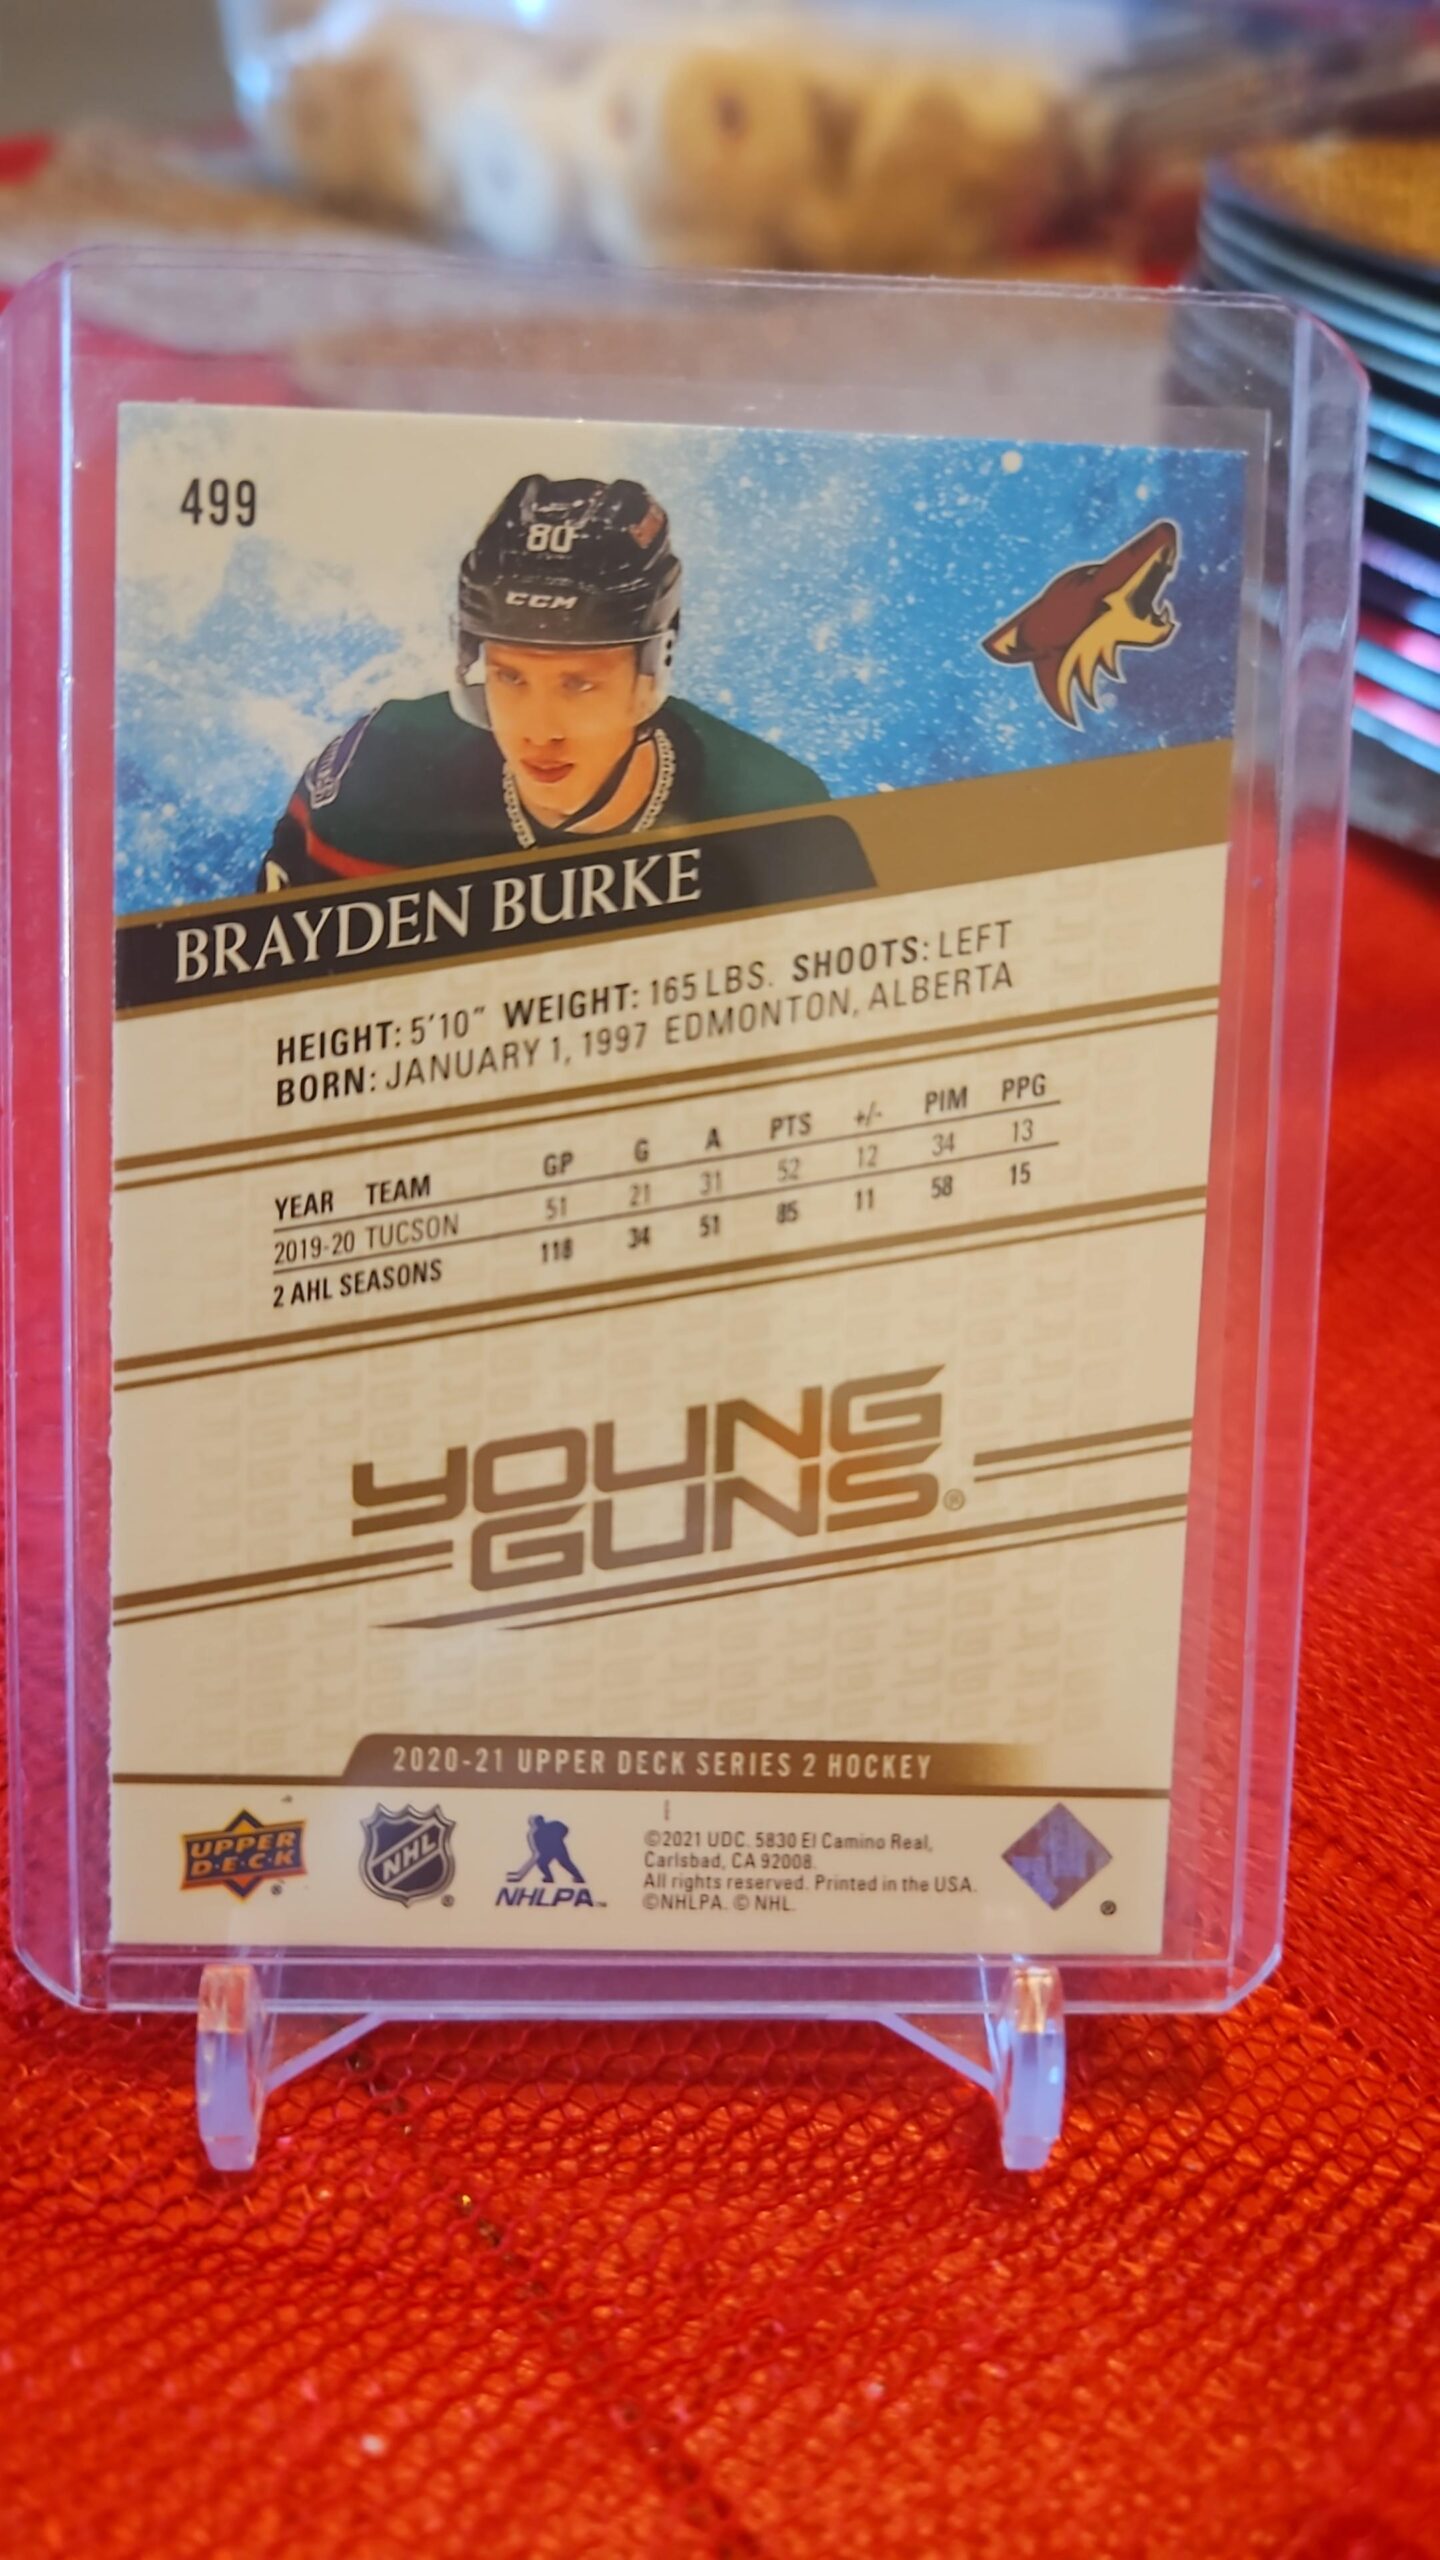 499
80
CCM
BRAYDEN BURKE
HEIGHT: 5'10" WEIGHT: 165 LBS. SHOOTS: LEFT
BORN: JANUARY 1, 1997 EDMONTON, ALBERTA
YEAR TEAM GP G A PTS +/- PIM PPG
2019-20 TUCSON 51 21 31 52 12 34 13
2 AHL SEASONS 118 34 51 85 11 58 15
YOUNG
GUNS®
2020-21 UPPER DECK SERIES 2 HOCKEY
UPPER
D·E·C·K
®
NHL
®
NHLPA™
©2021 UDC. 5830 El Camino Real,
Carlsbad, CA 92008.
All rights reserved. Printed in the USA.
©NHLPA. © NHL.
®